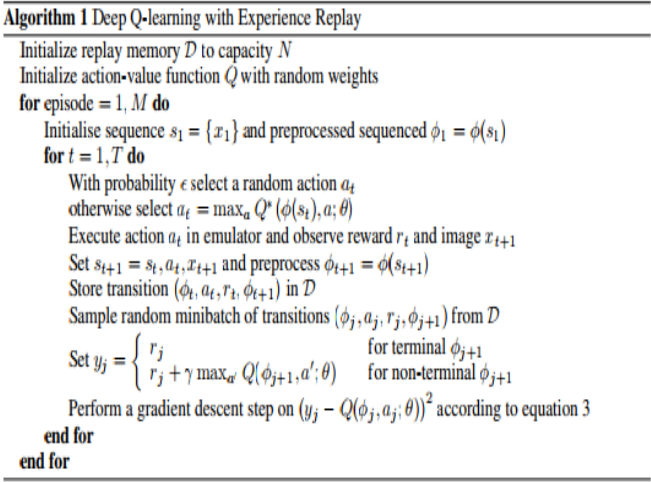 Algorithm 1 Deep Q-learning with Experience Replay
Initialize replay memory 𝒟 to capacity N
Initialize action-value function Q with random weights
for episode = 1, M do
Initialise sequence s₁ = {x₁} and preprocessed sequenced ϕ₁ = ϕ(s₁)
for t = 1, T do
With probability ϵ select a random action aₜ
otherwise select aₜ = maxₐ Q*(ϕ(sₜ), a; θ)
Execute action aₜ in emulator and observe reward rₜ and image xₜ₊₁
Set sₜ₊₁ = sₜ, aₜ, xₜ₊₁ and preprocess ϕₜ₊₁ = ϕ(sₜ₊₁)
Store transition (ϕₜ, aₜ, rₜ, ϕₜ₊₁) in 𝒟
Sample random minibatch of transitions (ϕⱼ, aⱼ, rⱼ, ϕⱼ₊₁) from 𝒟
Set yⱼ = { rⱼ for terminal ϕⱼ₊₁
rⱼ + γ maxₐ′ Q(ϕⱼ₊₁, a′; θ) for non-terminal ϕⱼ₊₁
Perform a gradient descent step on (yⱼ − Q(ϕⱼ, aⱼ; θ))² according to equation 3
end for
end for